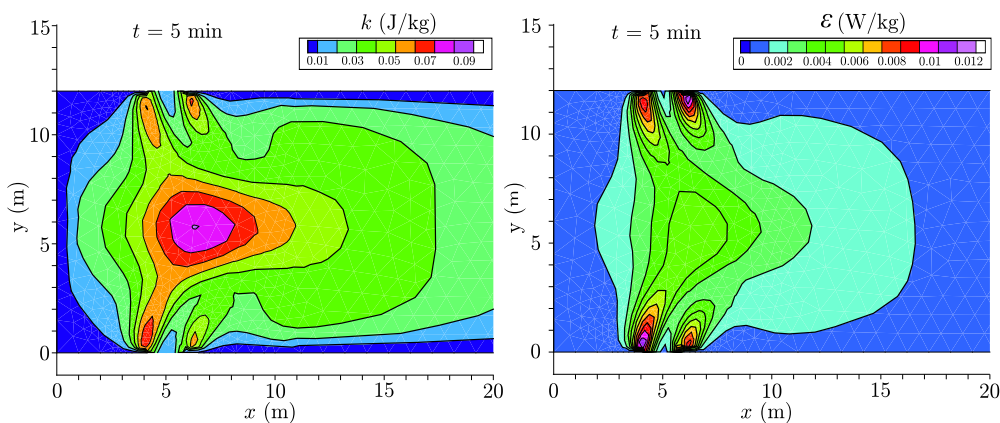 t = 5 min
k (J/kg)
0.01 0.03 0.05 0.07 0.09
15
10
5
0
y (m)
0 5 10 15 20
x (m)
t = 5 min
ε (W/kg)
0 0.002 0.004 0.006 0.008 0.01 0.012
15
10
5
0
y (m)
0 5 10 15 20
x (m)